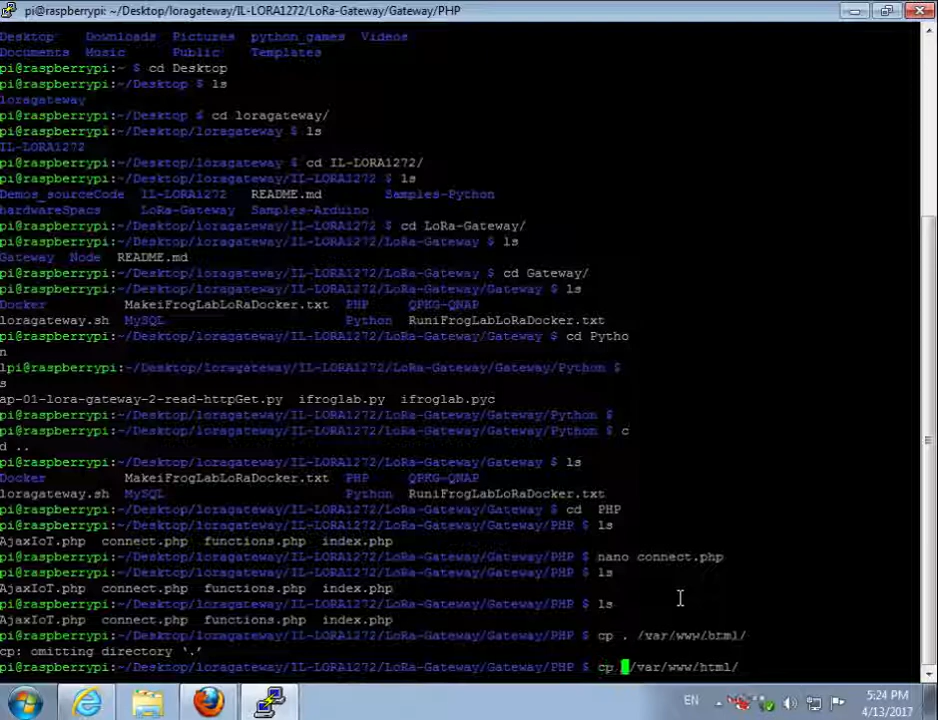 pi@raspberrypi: ~/Desktop/loragateway/IL-LORA1272/LoRa-Gateway/Gateway/PHP
Desktop Downloads Pictures python_games Videos
Documents Music Public Templates
pi@raspberrypi:~ $ cd Desktop
pi@raspberrypi:~/Desktop $ ls
loragateway
pi@raspberrypi:~/Desktop $ cd loragateway/
pi@raspberrypi:~/Desktop/loragateway $ ls
IL-LORA1272
pi@raspberrypi:~/Desktop/loragateway $ cd IL-LORA1272/
pi@raspberrypi:~/Desktop/loragateway/IL-LORA1272 $ ls
Demos_sourceCode IL-LORA1272 README.md Samples-Python
hardwareSpacs LoRa-Gateway Samples-Arduino
pi@raspberrypi:~/Desktop/loragateway/IL-LORA1272 $ cd LoRa-Gateway/
pi@raspberrypi:~/Desktop/loragateway/IL-LORA1272/LoRa-Gateway $ ls
Gateway Node README.md
pi@raspberrypi:~/Desktop/loragateway/IL-LORA1272/LoRa-Gateway $ cd Gateway/
pi@raspberrypi:~/Desktop/loragateway/IL-LORA1272/LoRa-Gateway/Gateway $ ls
Docker MakeiFrogLabLoRaDocker.txt PHP QPKG-QNAP
loragateway.sh MySQL Python RuniFrogLabLoRaDocker.txt
pi@raspberrypi:~/Desktop/loragateway/IL-LORA1272/LoRa-Gateway/Gateway $ cd Pytho
n
lpi@raspberrypi:~/Desktop/loragateway/IL-LORA1272/LoRa-Gateway/Gateway/Python $
s
ap-01-lora-gateway-2-read-httpGet.py ifroglab.py ifroglab.pyc
pi@raspberrypi:~/Desktop/loragateway/IL-LORA1272/LoRa-Gateway/Gateway/Python $
pi@raspberrypi:~/Desktop/loragateway/IL-LORA1272/LoRa-Gateway/Gateway/Python $ c
d ..
pi@raspberrypi:~/Desktop/loragateway/IL-LORA1272/LoRa-Gateway/Gateway $ ls
Docker MakeiFrogLabLoRaDocker.txt PHP QPKG-QNAP
loragateway.sh MySQL Python RuniFrogLabLoRaDocker.txt
pi@raspberrypi:~/Desktop/loragateway/IL-LORA1272/LoRa-Gateway/Gateway $ cd  PHP
pi@raspberrypi:~/Desktop/loragateway/IL-LORA1272/LoRa-Gateway/Gateway/PHP $ ls
AjaxIoT.php connect.php functions.php index.php
pi@raspberrypi:~/Desktop/loragateway/IL-LORA1272/LoRa-Gateway/Gateway/PHP $ nano connect.php
pi@raspberrypi:~/Desktop/loragateway/IL-LORA1272/LoRa-Gateway/Gateway/PHP $ ls
AjaxIoT.php connect.php functions.php index.php
pi@raspberrypi:~/Desktop/loragateway/IL-LORA1272/LoRa-Gateway/Gateway/PHP $ ls
AjaxIoT.php connect.php functions.php index.php
pi@raspberrypi:~/Desktop/loragateway/IL-LORA1272/LoRa-Gateway/Gateway/PHP $ cp . /var/www/html/
cp: omitting directory '.'
pi@raspberrypi:~/Desktop/loragateway/IL-LORA1272/LoRa-Gateway/Gateway/PHP $ cp /var/www/html/
EN
5:24 PM
4/13/2017